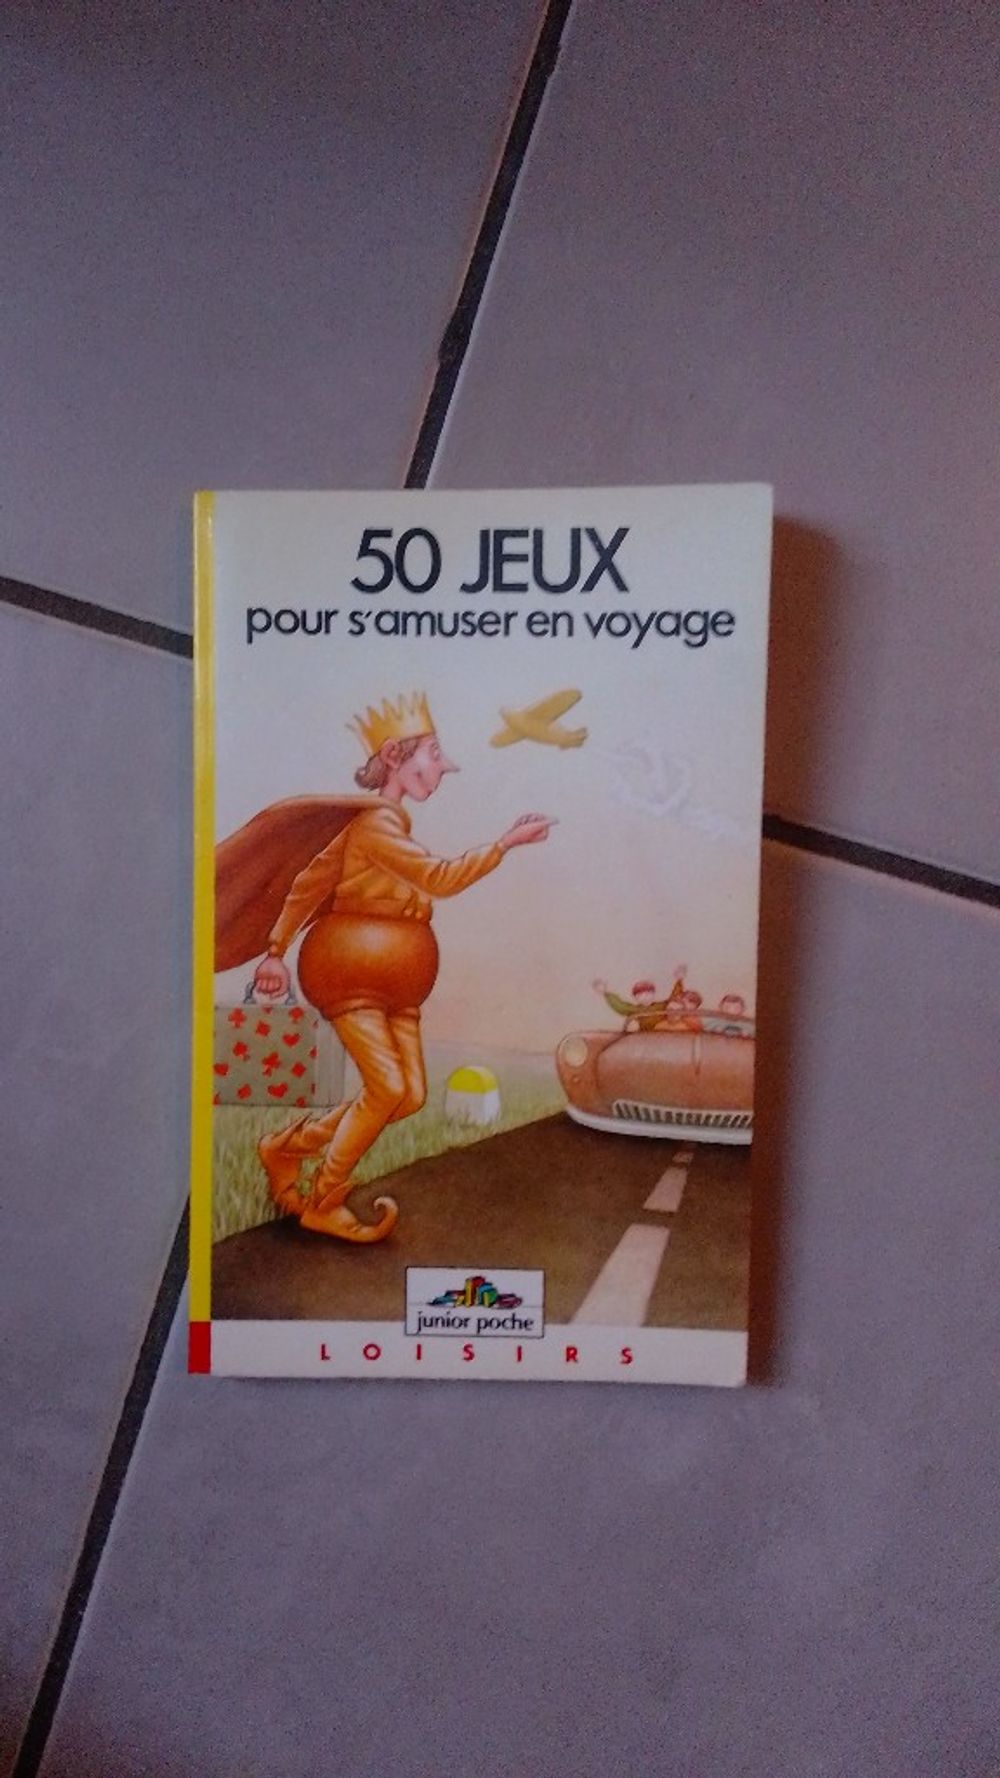 50 JEUX
pour s'amuser en voyage
junior poche
LOISIRS